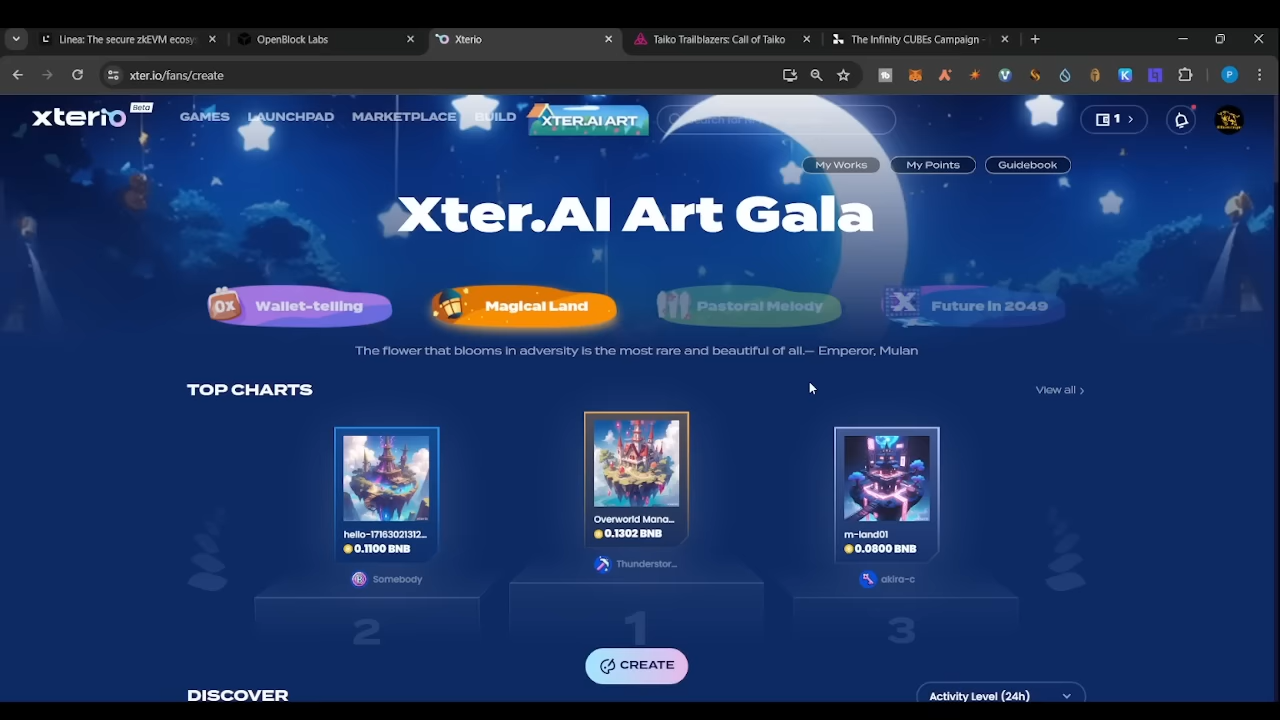 Linea: The secure zkEVM ecosy
OpenBlock Labs
Xterio
Taiko Trailblazers: Call of Taiko
The Infinity CUBEs Campaign -
xter.io/fans/create
xterio
Beta
GAMES
LAUNCHPAD
MARKETPLACE
BUILD
XTER.AI ART
1
My Works
My Points
Guidebook
Xter.AI Art Gala
0x
Wallet-telling
Magical Land
Pastoral Melody
X
Future in 2049
The flower that blooms in adversity is the most rare and beautiful of all.— Emperor, Mulan
TOP CHARTS
View all >
hello-17163021312...
0.1100 BNB
Somebody
2
Overworld Mana...
0.1302 BNB
Thunderstor...
1
m-land01
0.0800 BNB
akira-c
3
CREATE
DISCOVER
Activity Level (24h)